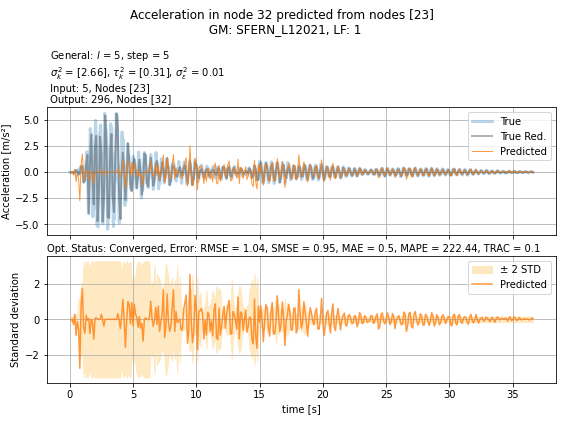 Acceleration in node 32 predicted from nodes [23]
GM: SFERN_L12021, LF: 1
General: l = 5, step = 5
σ²_k = [2.66], τ²_k = [0.31], σ²_ε = 0.01
Input: 5, Nodes [23]
Output: 296, Nodes [32]
Acceleration [m/s²]
5.0
2.5
0.0
−2.5
−5.0
True
True Red.
Predicted
Opt. Status: Converged, Error: RMSE = 1.04, SMSE = 0.95, MAE = 0.5, MAPE = 222.44, TRAC = 0.1
Standard deviation
2
0
−2
± 2 STD
Predicted
0 5 10 15 20 25 30 35
time [s]